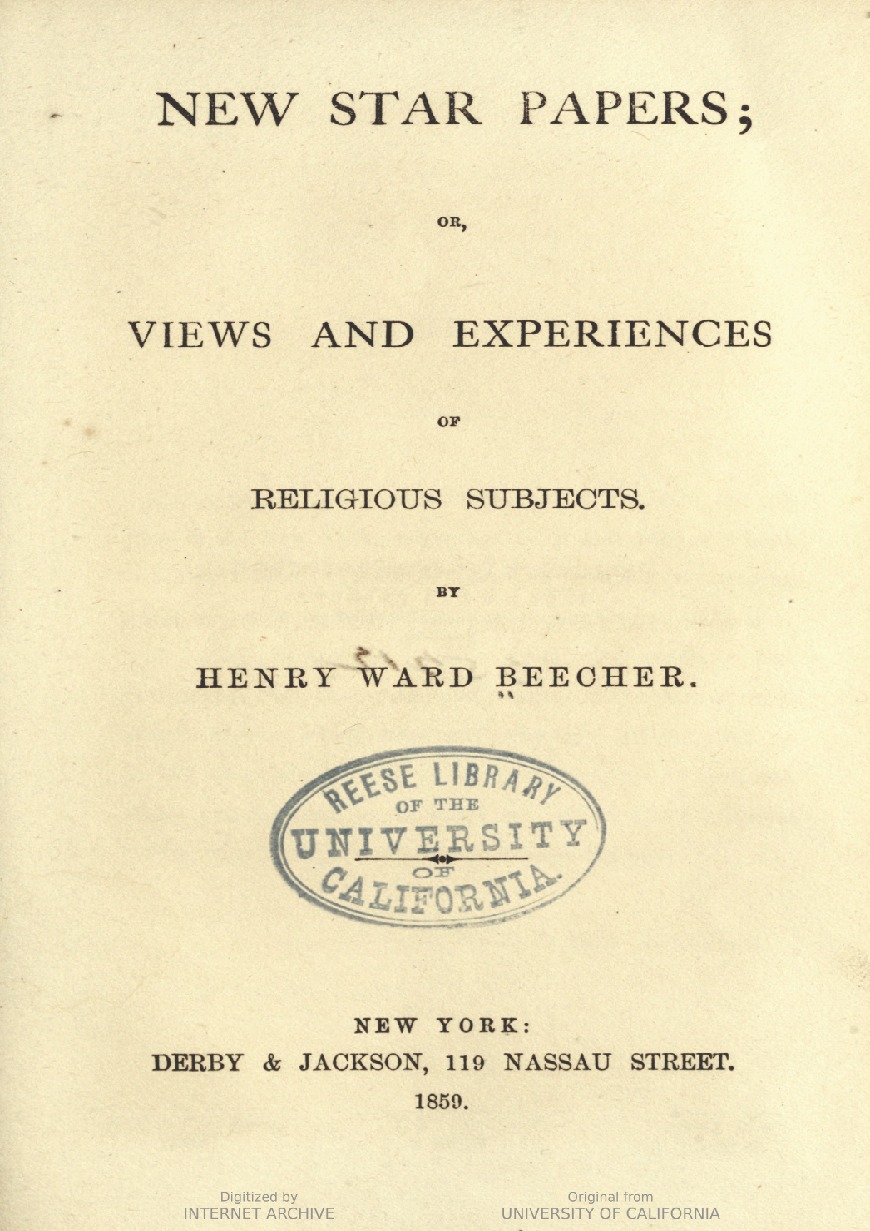 NEW STAR PAPERS;
OR,
VIEWS AND EXPERIENCES
OF
RELIGIOUS SUBJECTS.
BY
HENRY WARD BEECHER.
REESE LIBRARY
OF THE
UNIVERSITY
OF
CALIFORNIA.
NEW YORK:
DERBY & JACKSON, 119 NASSAU STREET.
1859.
Digitized by
INTERNET ARCHIVE
Original from
UNIVERSITY OF CALIFORNIA